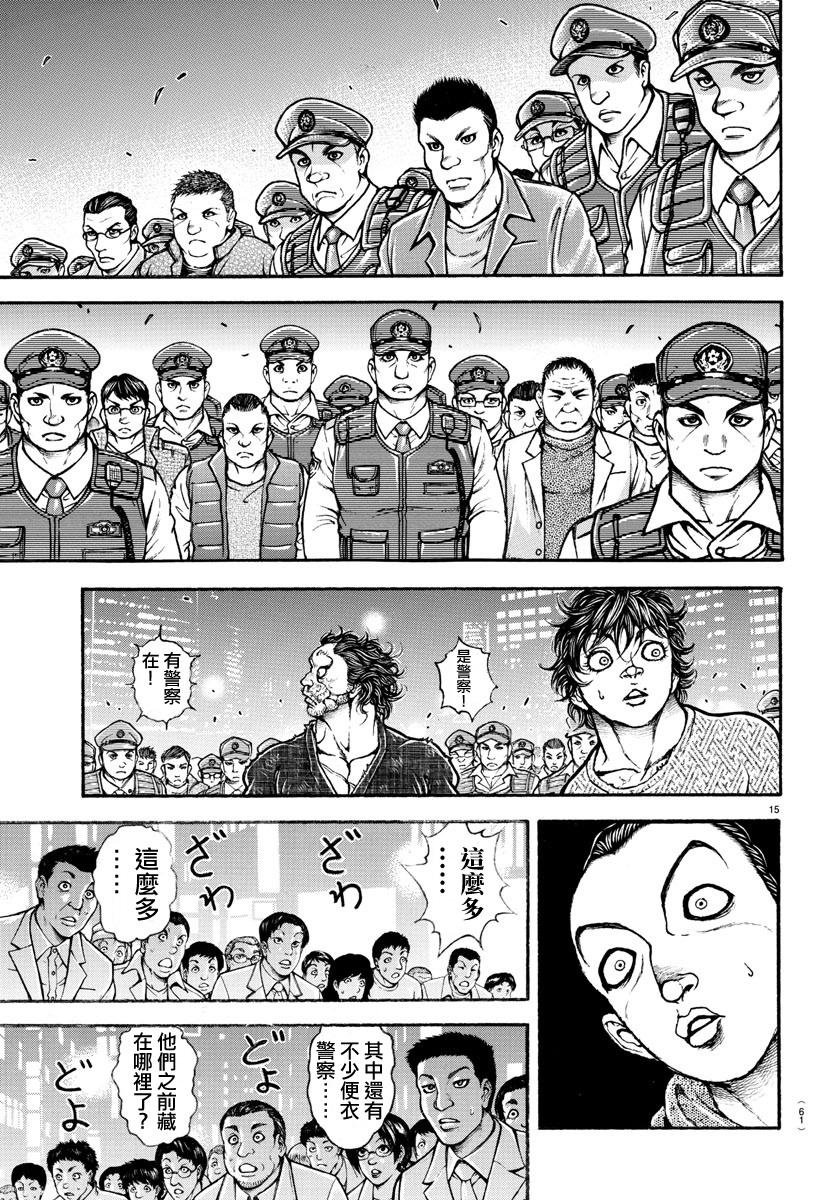 是警察！
有警察
在！
15
這麼多
……
ざわ
ざわ
這麼多
……
其中還有
不少便衣
警察……
どよ
どよ
他們之前藏
在哪裡了？
（61）